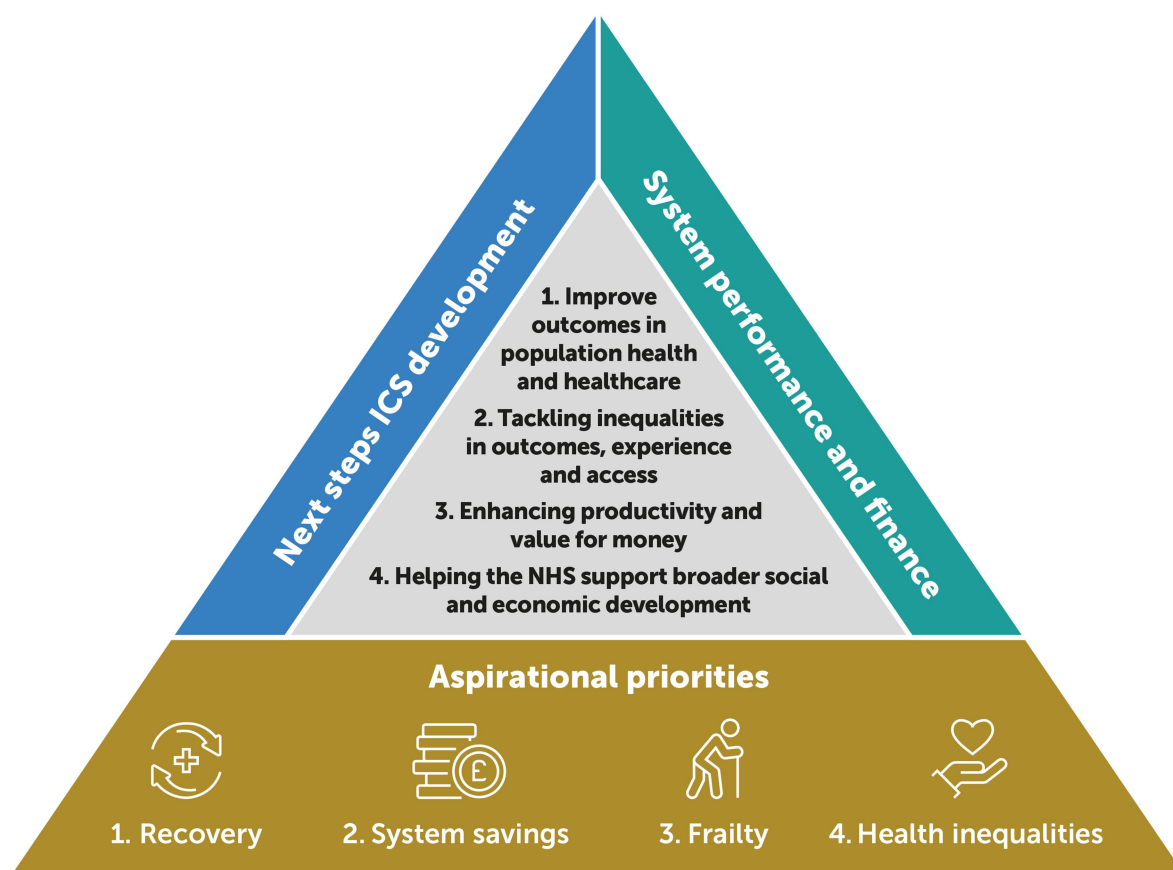 Next steps ICS development
System performance and finance
1. Improve
outcomes in
population health
and healthcare
2. Tackling inequalities
in outcomes, experience
and access
3. Enhancing productivity and
value for money
4. Helping the NHS support broader social
and economic development
Aspirational priorities
£
1. Recovery
2. System savings
3. Frailty
4. Health inequalities